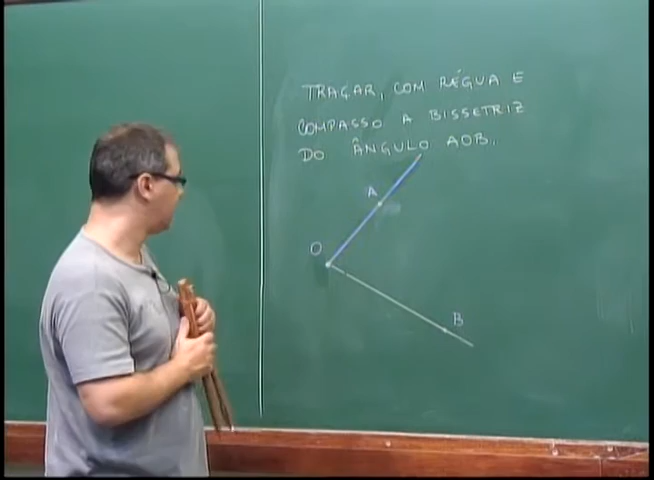 TRAÇAR, COM RÉGUA E
COMPASSO A BISSETRIZ
DO ÂNGULO AOB.
A
O
B